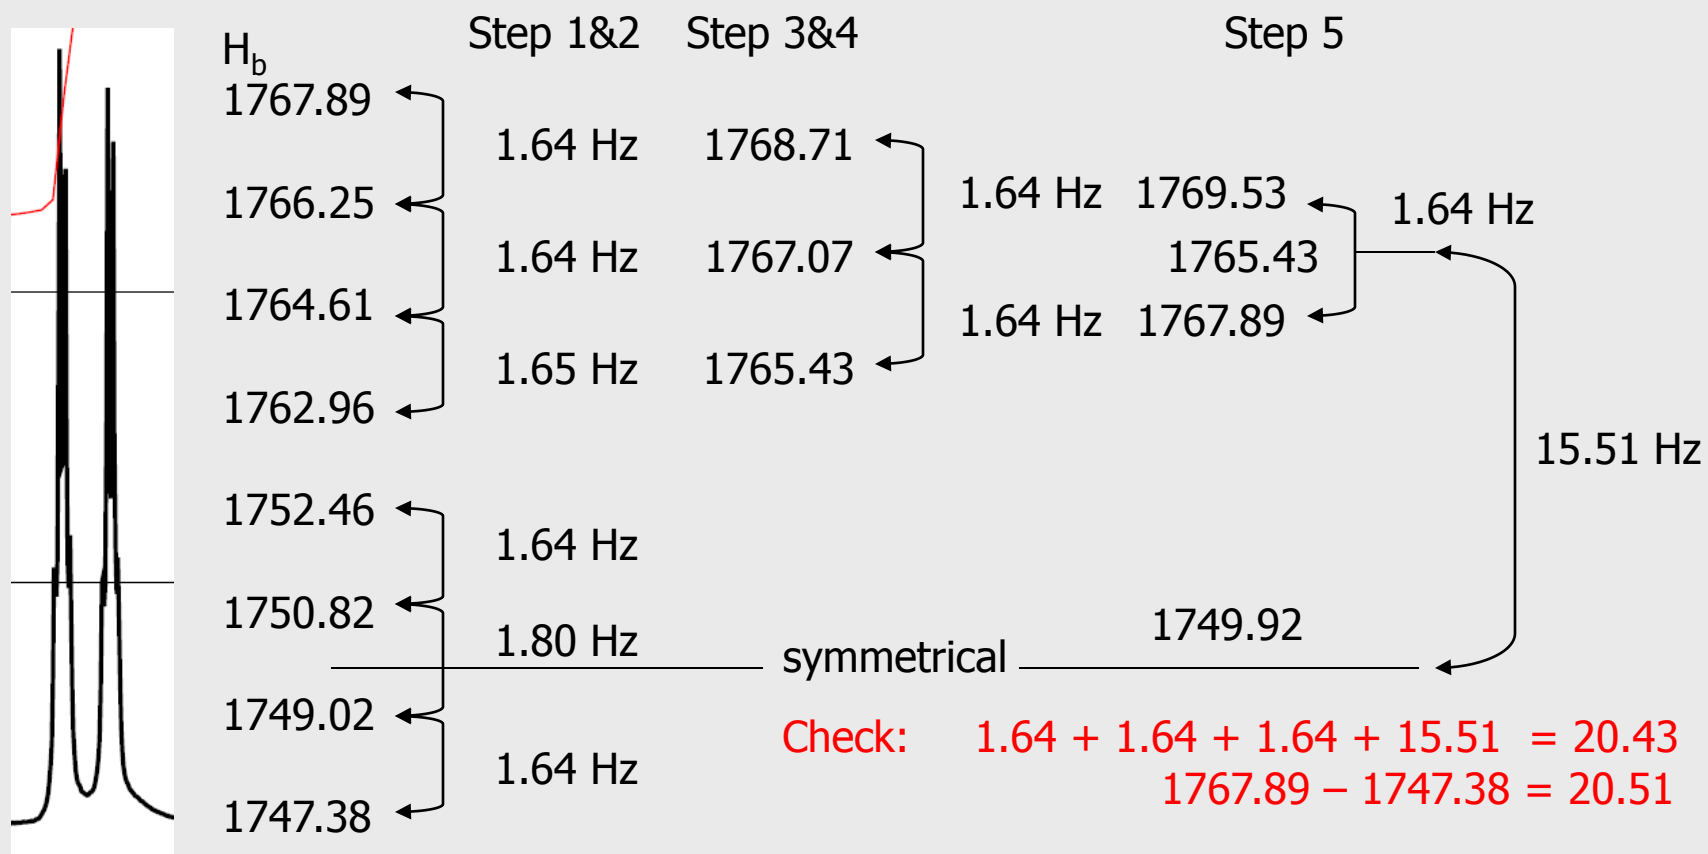 Step 1&2 Step 3&4 Step 5
H_b
1767.89
1.64 Hz 1768.71
1.64 Hz 1769.53 1.64 Hz
1766.25
1.64 Hz 1767.07 1765.43
1764.61 1.64 Hz 1767.89
1.65 Hz 1765.43
1762.96
15.51 Hz
1752.46
1.64 Hz
1750.82 1749.92
1.80 Hz symmetrical
1749.02
Check: 1.64 + 1.64 + 1.64 + 15.51 = 20.43
1.64 Hz 1767.89 – 1747.38 = 20.51
1747.38